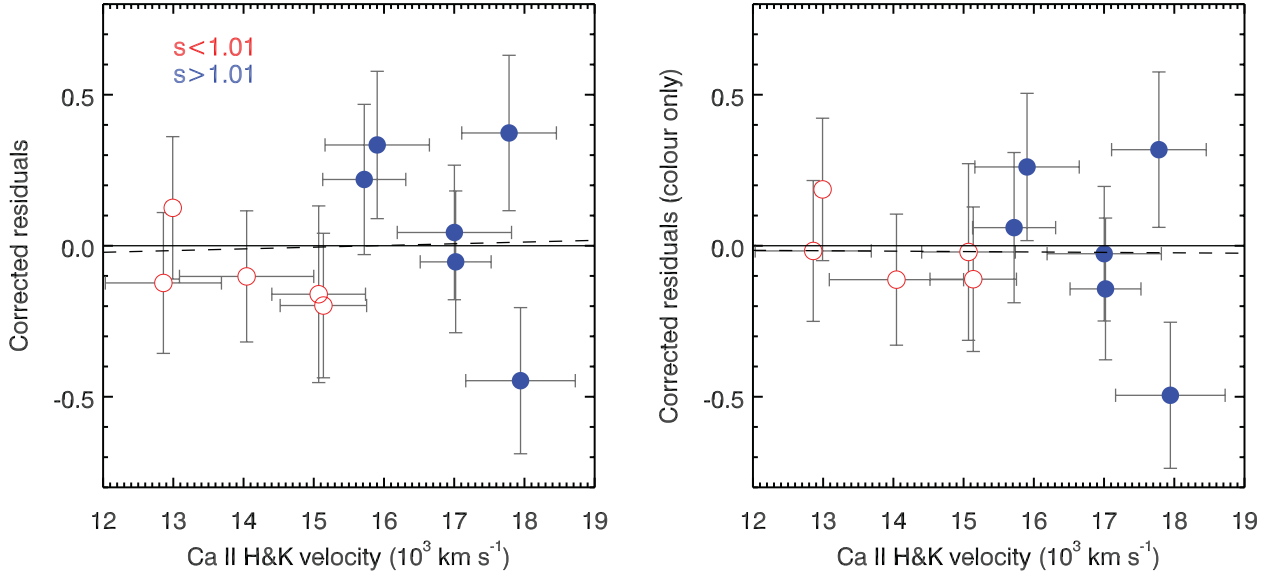 s<1.01
s>1.01
Corrected residuals
0.5
0.0
-0.5
12 13 14 15 16 17 18 19
Ca II H&K velocity (10³ km s⁻¹)
Corrected residuals (colour only)
0.5
0.0
-0.5
12 13 14 15 16 17 18 19
Ca II H&K velocity (10³ km s⁻¹)